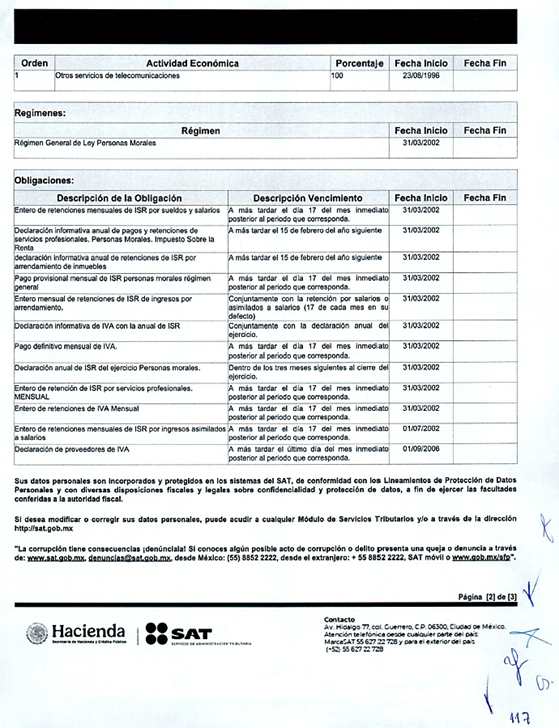 Orden Actividad Económica Porcentaje Fecha Inicio Fecha Fin
1 Otros servicios de telecomunicaciones 100 23/08/1996
Regímenes:
Régimen Fecha Inicio Fecha Fin
Régimen General de Ley Personas Morales 31/03/2002
Obligaciones:
Descripción de la Obligación Descripción Vencimiento Fecha Inicio Fecha Fin
Entero de retenciones mensuales de ISR por sueldos y salarios A más tardar el día 17 del mes inmediato 31/03/2002
posterior al periodo que corresponda.
Declaración informativa anual de pagos y retenciones de A más tardar el 15 de febrero del año siguiente 31/03/2002
servicios profesionales. Personas Morales. Impuesto Sobre la
Renta
declaración informativa anual de retenciones de ISR por A más tardar el 15 de febrero del año siguiente 31/03/2002
arrendamiento de inmuebles
Pago provisional mensual de ISR personas morales régimen A más tardar el día 17 del mes inmediato 31/03/2002
general posterior al periodo que corresponda.
Entero mensual de retenciones de ISR de ingresos por Conjuntamente con la retención por salarios o 31/03/2002
arrendamiento. asimilados a salarios (17 de cada mes en su
defecto)
Declaración informativa de IVA con la anual de ISR Conjuntamente con la declaración anual del 31/03/2002
ejercicio.
Pago definitivo mensual de IVA. A más tardar el día 17 del mes inmediato 31/03/2002
posterior al periodo que corresponda.
Declaración anual de ISR del ejercicio Personas morales. Dentro de los tres meses siguientes al cierre del 31/03/2002
ejercicio.
Entero de retención de ISR por servicios profesionales. A más tardar el día 17 del mes inmediato 31/03/2002
MENSUAL posterior al periodo que corresponda.
Entero de retenciones de IVA Mensual A más tardar el día 17 del mes inmediato 31/03/2002
posterior al periodo que corresponda.
Entero de retenciones mensuales de ISR por ingresos asimilados A más tardar el día 17 del mes inmediato 01/07/2002
a salarios posterior al periodo que corresponda.
Declaración de proveedores de IVA A más tardar el último día del mes inmediato 01/09/2006
posterior al periodo que corresponda.
Sus datos personales son incorporados y protegidos en los sistemas del SAT, de conformidad con los Lineamientos de Protección de Datos
Personales y con diversas disposiciones fiscales y legales sobre confidencialidad y protección de datos, a fin de ejercer las facultades
conferidas a la autoridad fiscal.
Si desea modificar o corregir sus datos personales, puede acudir a cualquier Módulo de Servicios Tributarios y/o a través de la dirección
http://sat.gob.mx
"La corrupción tiene consecuencias ¡denúnciala! Si conoces algún posible acto de corrupción o delito presenta una queja o denuncia a través
de: www.sat.gob.mx, denuncias@sat.gob.mx, desde México: (55) 8852 2222, desde el extranjero: + 55 8852 2222, SAT móvil o www.gob.mx/sfp".
Página [2] de [3]
Hacienda
Secretaría de Hacienda y Crédito Público
SAT
SERVICIO DE ADMINISTRACIÓN TRIBUTARIA
Contacto
Av. Hidalgo 77, col. Guerrero, C.P. 06300, Ciudad de México.
Atención telefónica desde cualquier parte del país:
MarcaSAT 55 627 22 728 y para el exterior del país
(+52) 55 627 22 728
117